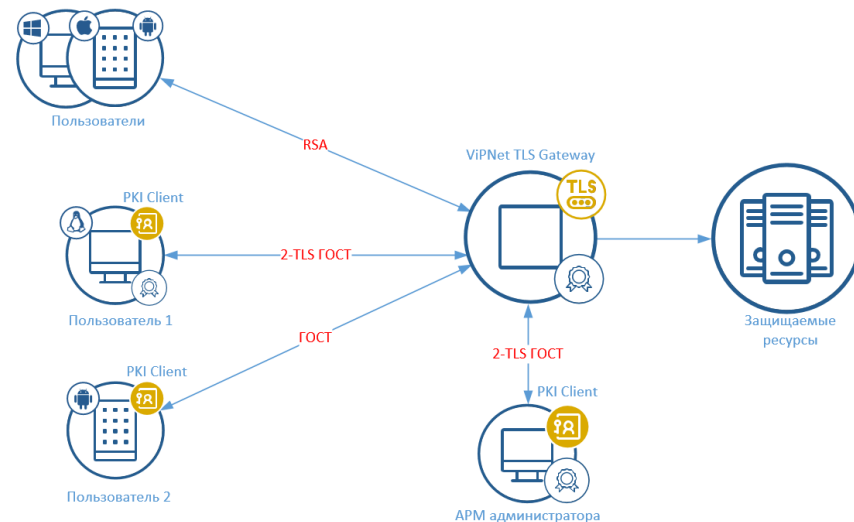 Пользователи
RSA
ViPNet TLS Gateway
TLS
PKI Client
2-TLS ГОСТ
Пользователь 1
Защищаемые
ресурсы
ГОСТ
2-TLS ГОСТ
PKI Client
Пользователь 2
PKI Client
АРМ администратора